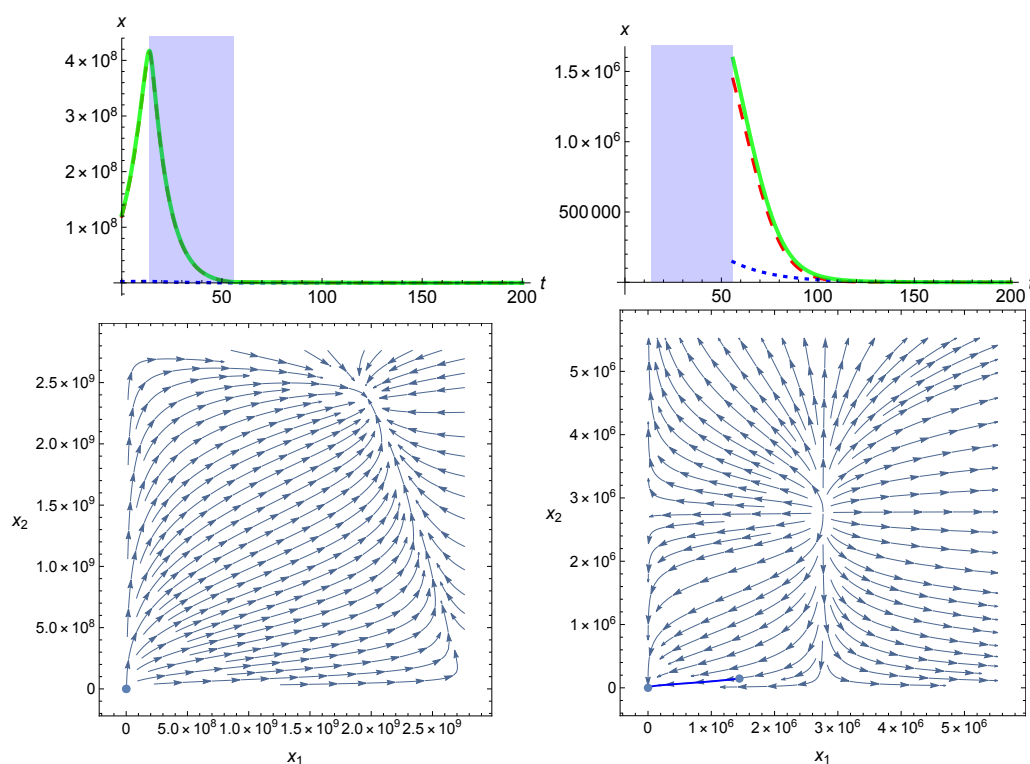 x
4 × 10⁸
3 × 10⁸
2 × 10⁸
1 × 10⁸
50 100 150 200 t
x
1.5 × 10⁶
1.0 × 10⁶
500 000
50 100 150 200
2.5 × 10⁹
2.0 × 10⁹
1.5 × 10⁹
x₂
1.0 × 10⁹
5.0 × 10⁸
0
0 5.0 × 10⁸ 1.0 × 10⁹ 1.5 × 10⁹ 2.0 × 10⁹ 2.5 × 10⁹
x₁
5 × 10⁶
4 × 10⁶
3 × 10⁶
x₂
2 × 10⁶
1 × 10⁶
0
0 1 × 10⁶ 2 × 10⁶ 3 × 10⁶ 4 × 10⁶ 5 × 10⁶
x₁